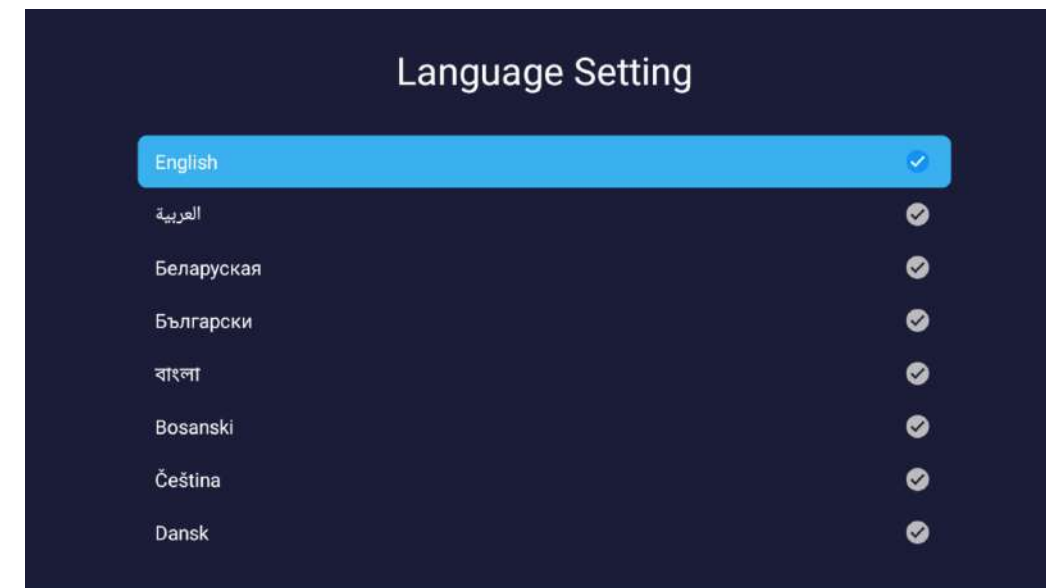 Language Setting
English
العربية
Беларуская
Български
বাংলা
Bosanski
Čeština
Dansk